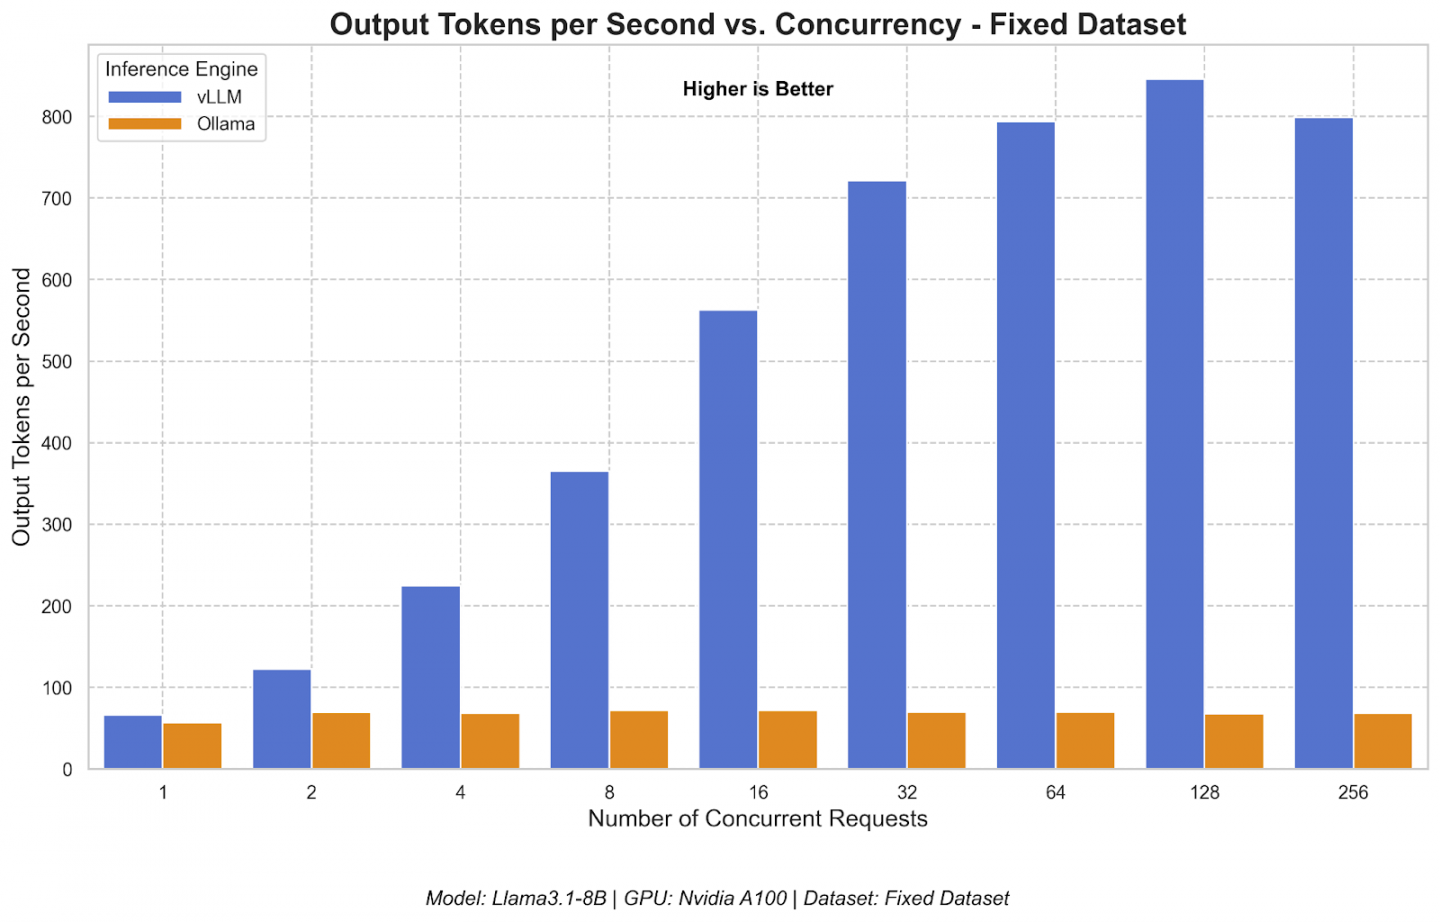 Output Tokens per Second vs. Concurrency - Fixed Dataset
Inference Engine
vLLM
Ollama
Higher is Better
Output Tokens per Second
800
700
600
500
400
300
200
100
0
1 2 4 8 16 32 64 128 256
Number of Concurrent Requests
Model: Llama3.1-8B | GPU: Nvidia A100 | Dataset: Fixed Dataset